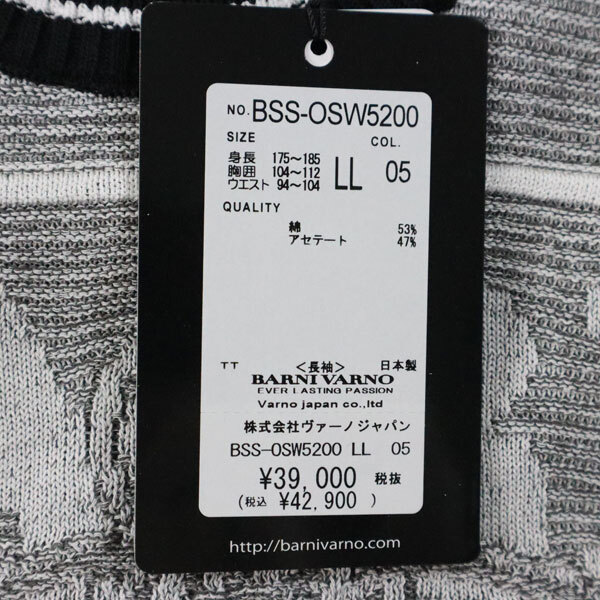 NO. BSS-OSW5200
SIZE COL.
身長 175~185
胸囲 104~112 LL 05
ウエスト 94~104
QUALITY
綿 53%
アセテート 47%
TT <長袖> 日本製
BARNI VARNO
EVER LASTING PASSION
Varno japan co.,ltd
株式会社ヴァーノジャパン
BSS-OSW5200 LL 05
¥39,000 税抜
(税込 ¥42,900)
http://barnivarno.com/